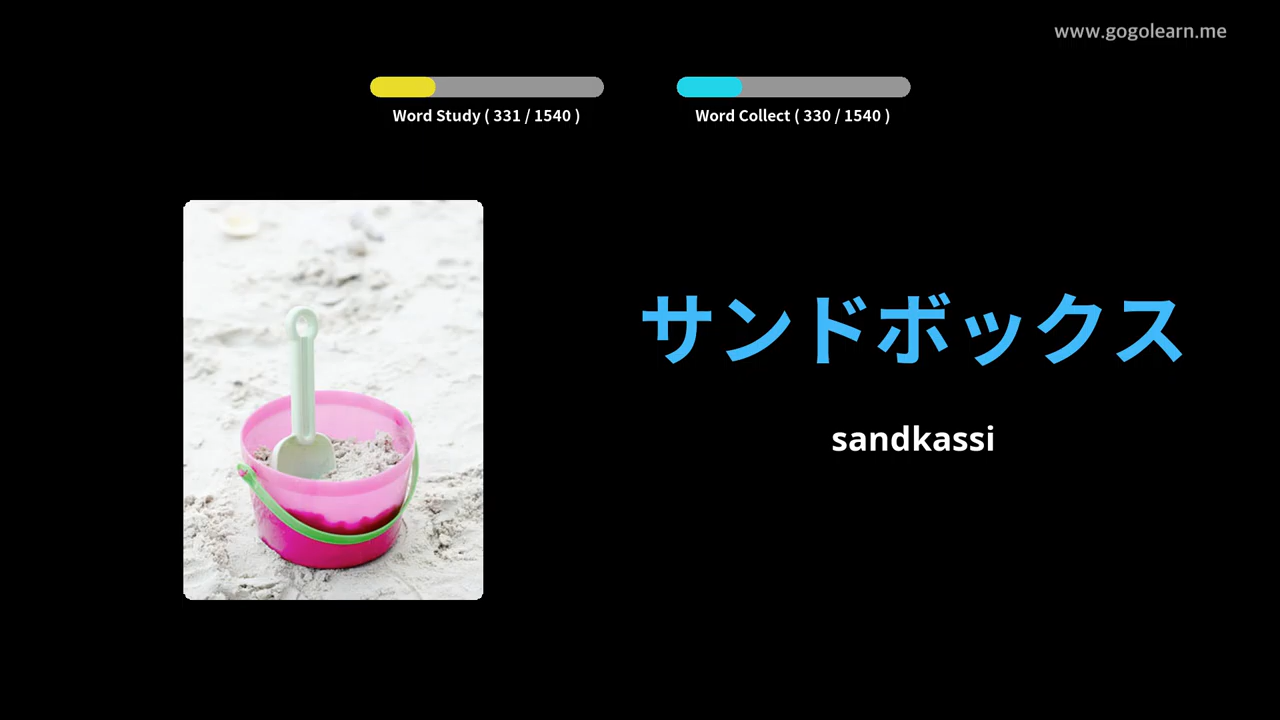 www.gogolearn.me
Word Study ( 331 / 1540 )
Word Collect ( 330 / 1540 )
サンドボックス
sandkassi